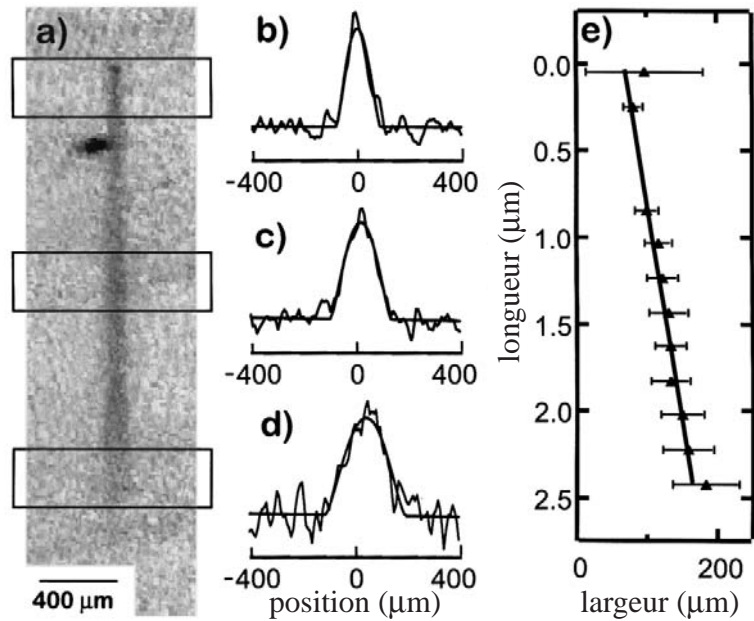 a)
400 μm
b)
-400 0 400
c)
-400 0 400
d)
-400 0 400
position (μm)
e)
longueur (μm)
0.0
0.5
1.0
1.5
2.0
2.5
0 100 200
largeur (μm)